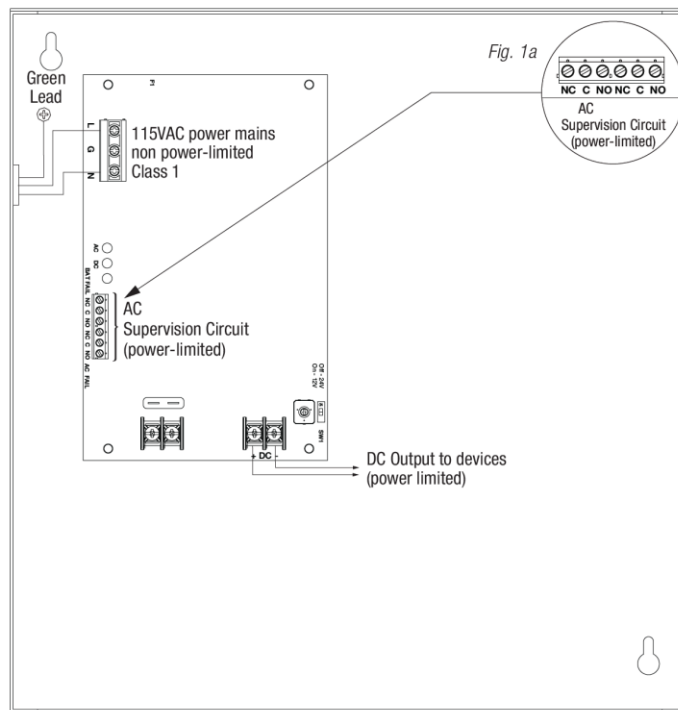 Fig. 1a
NC C NO NC C NO
AC
Supervision Circuit
(power-limited)
Green
Lead
F1
L
G
N
115VAC power mains
non power-limited
Class 1
AC
DC
BAT FAIL
NC
C
NO
NC
C
NO
AC FAIL
AC
Supervision Circuit
(power-limited)
Off - 24V
On - 12V
SW1
+ DC -
DC Output to devices
(power limited)